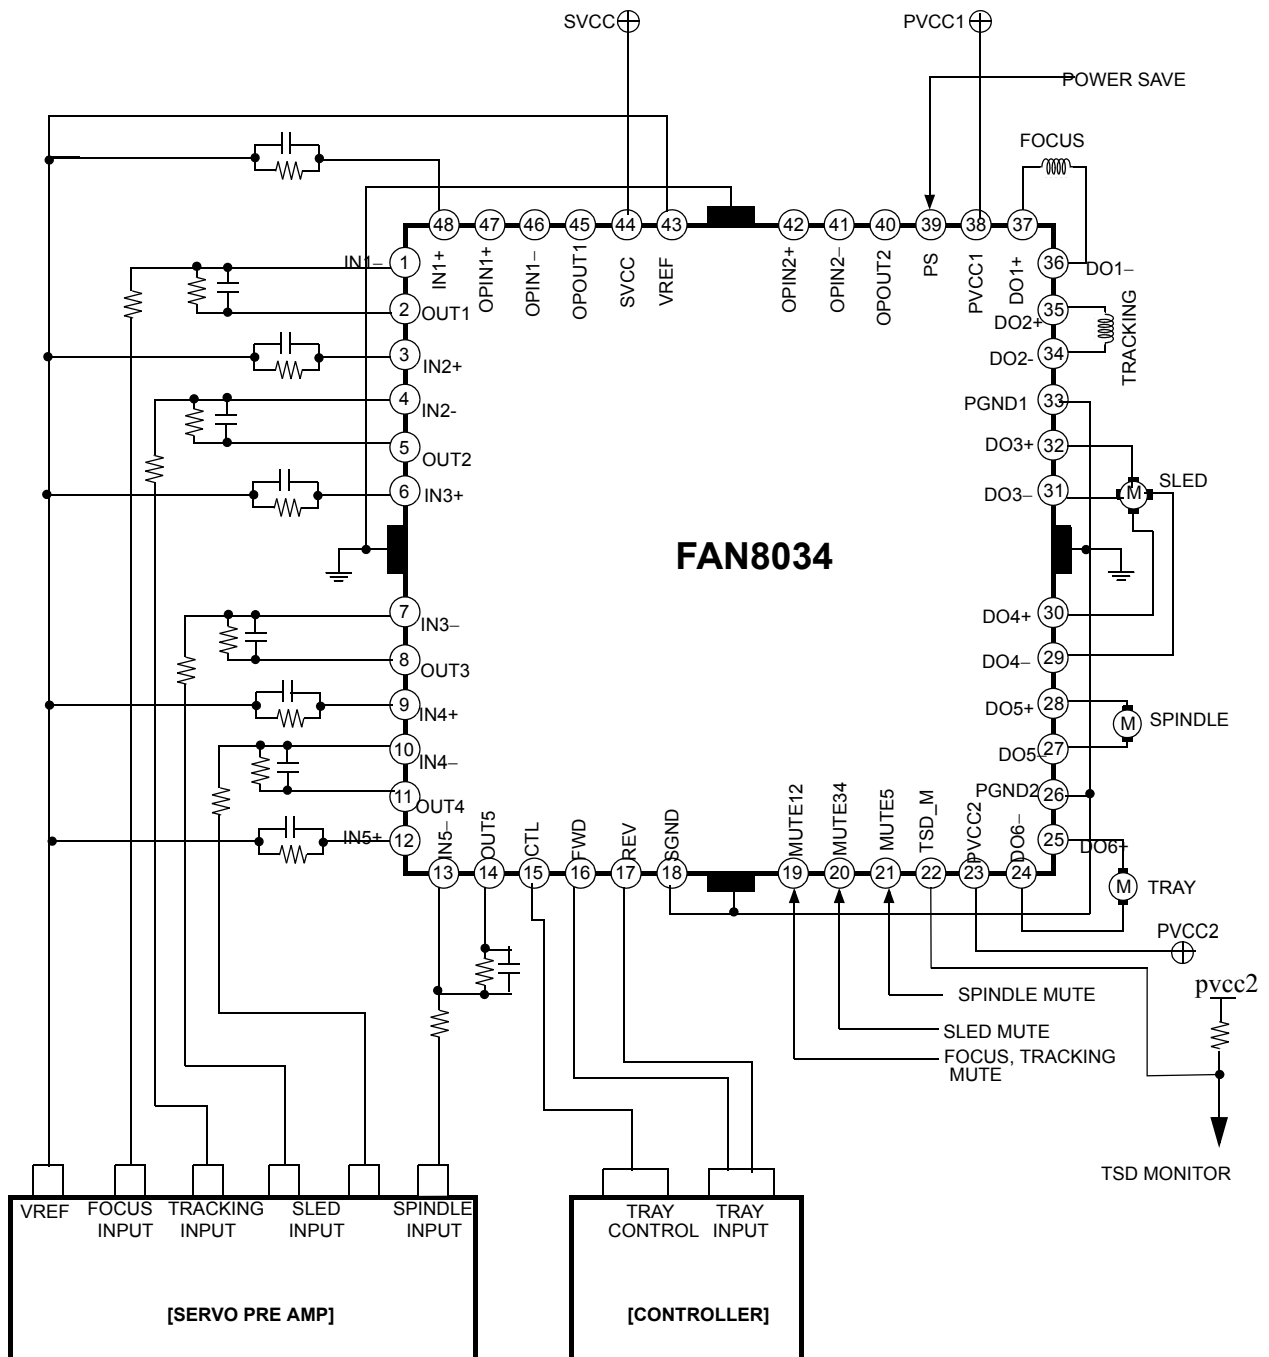 SVCC
PVCC1
POWER SAVE
FOCUS
48
47
46
45
44
43
42
41
40
39
38
37
IN1+
OPIN1+
OPIN1–
OPOUT1
SVCC
VREF
OPIN2+
OPIN2–
OPOUT2
PS
PVCC1
DO1+
IN1–
1
2
OUT1
3
IN2+
4
IN2-
5
OUT2
6
IN3+
7
IN3–
8
OUT3
9
IN4+
10
IN4–
11
OUT4
IN5+
12
FAN8034
36
DO1–
35
DO2+
34
DO2-
TRACKING
PGND1
33
DO3+
32
DO3–
31
M
SLED
DO4+
30
DO4–
29
DO5+
28
M
SPINDLE
DO5–
27
PGND2
26
25
DO6+
IN5–
OUT5
CTL
FWD
REV
SGND
MUTE12
MUTE34
MUTE5
TSD_M
PVCC2
DO6–
13
14
15
16
17
18
19
20
21
22
23
24
M
TRAY
PVCC2
pvcc2
SPINDLE MUTE
SLED MUTE
FOCUS, TRACKING
MUTE
TSD MONITOR
VREF
FOCUS
INPUT
TRACKING
INPUT
SLED
INPUT
SPINDLE
INPUT
TRAY
CONTROL
TRAY
INPUT
[SERVO PRE AMP]
[CONTROLLER]